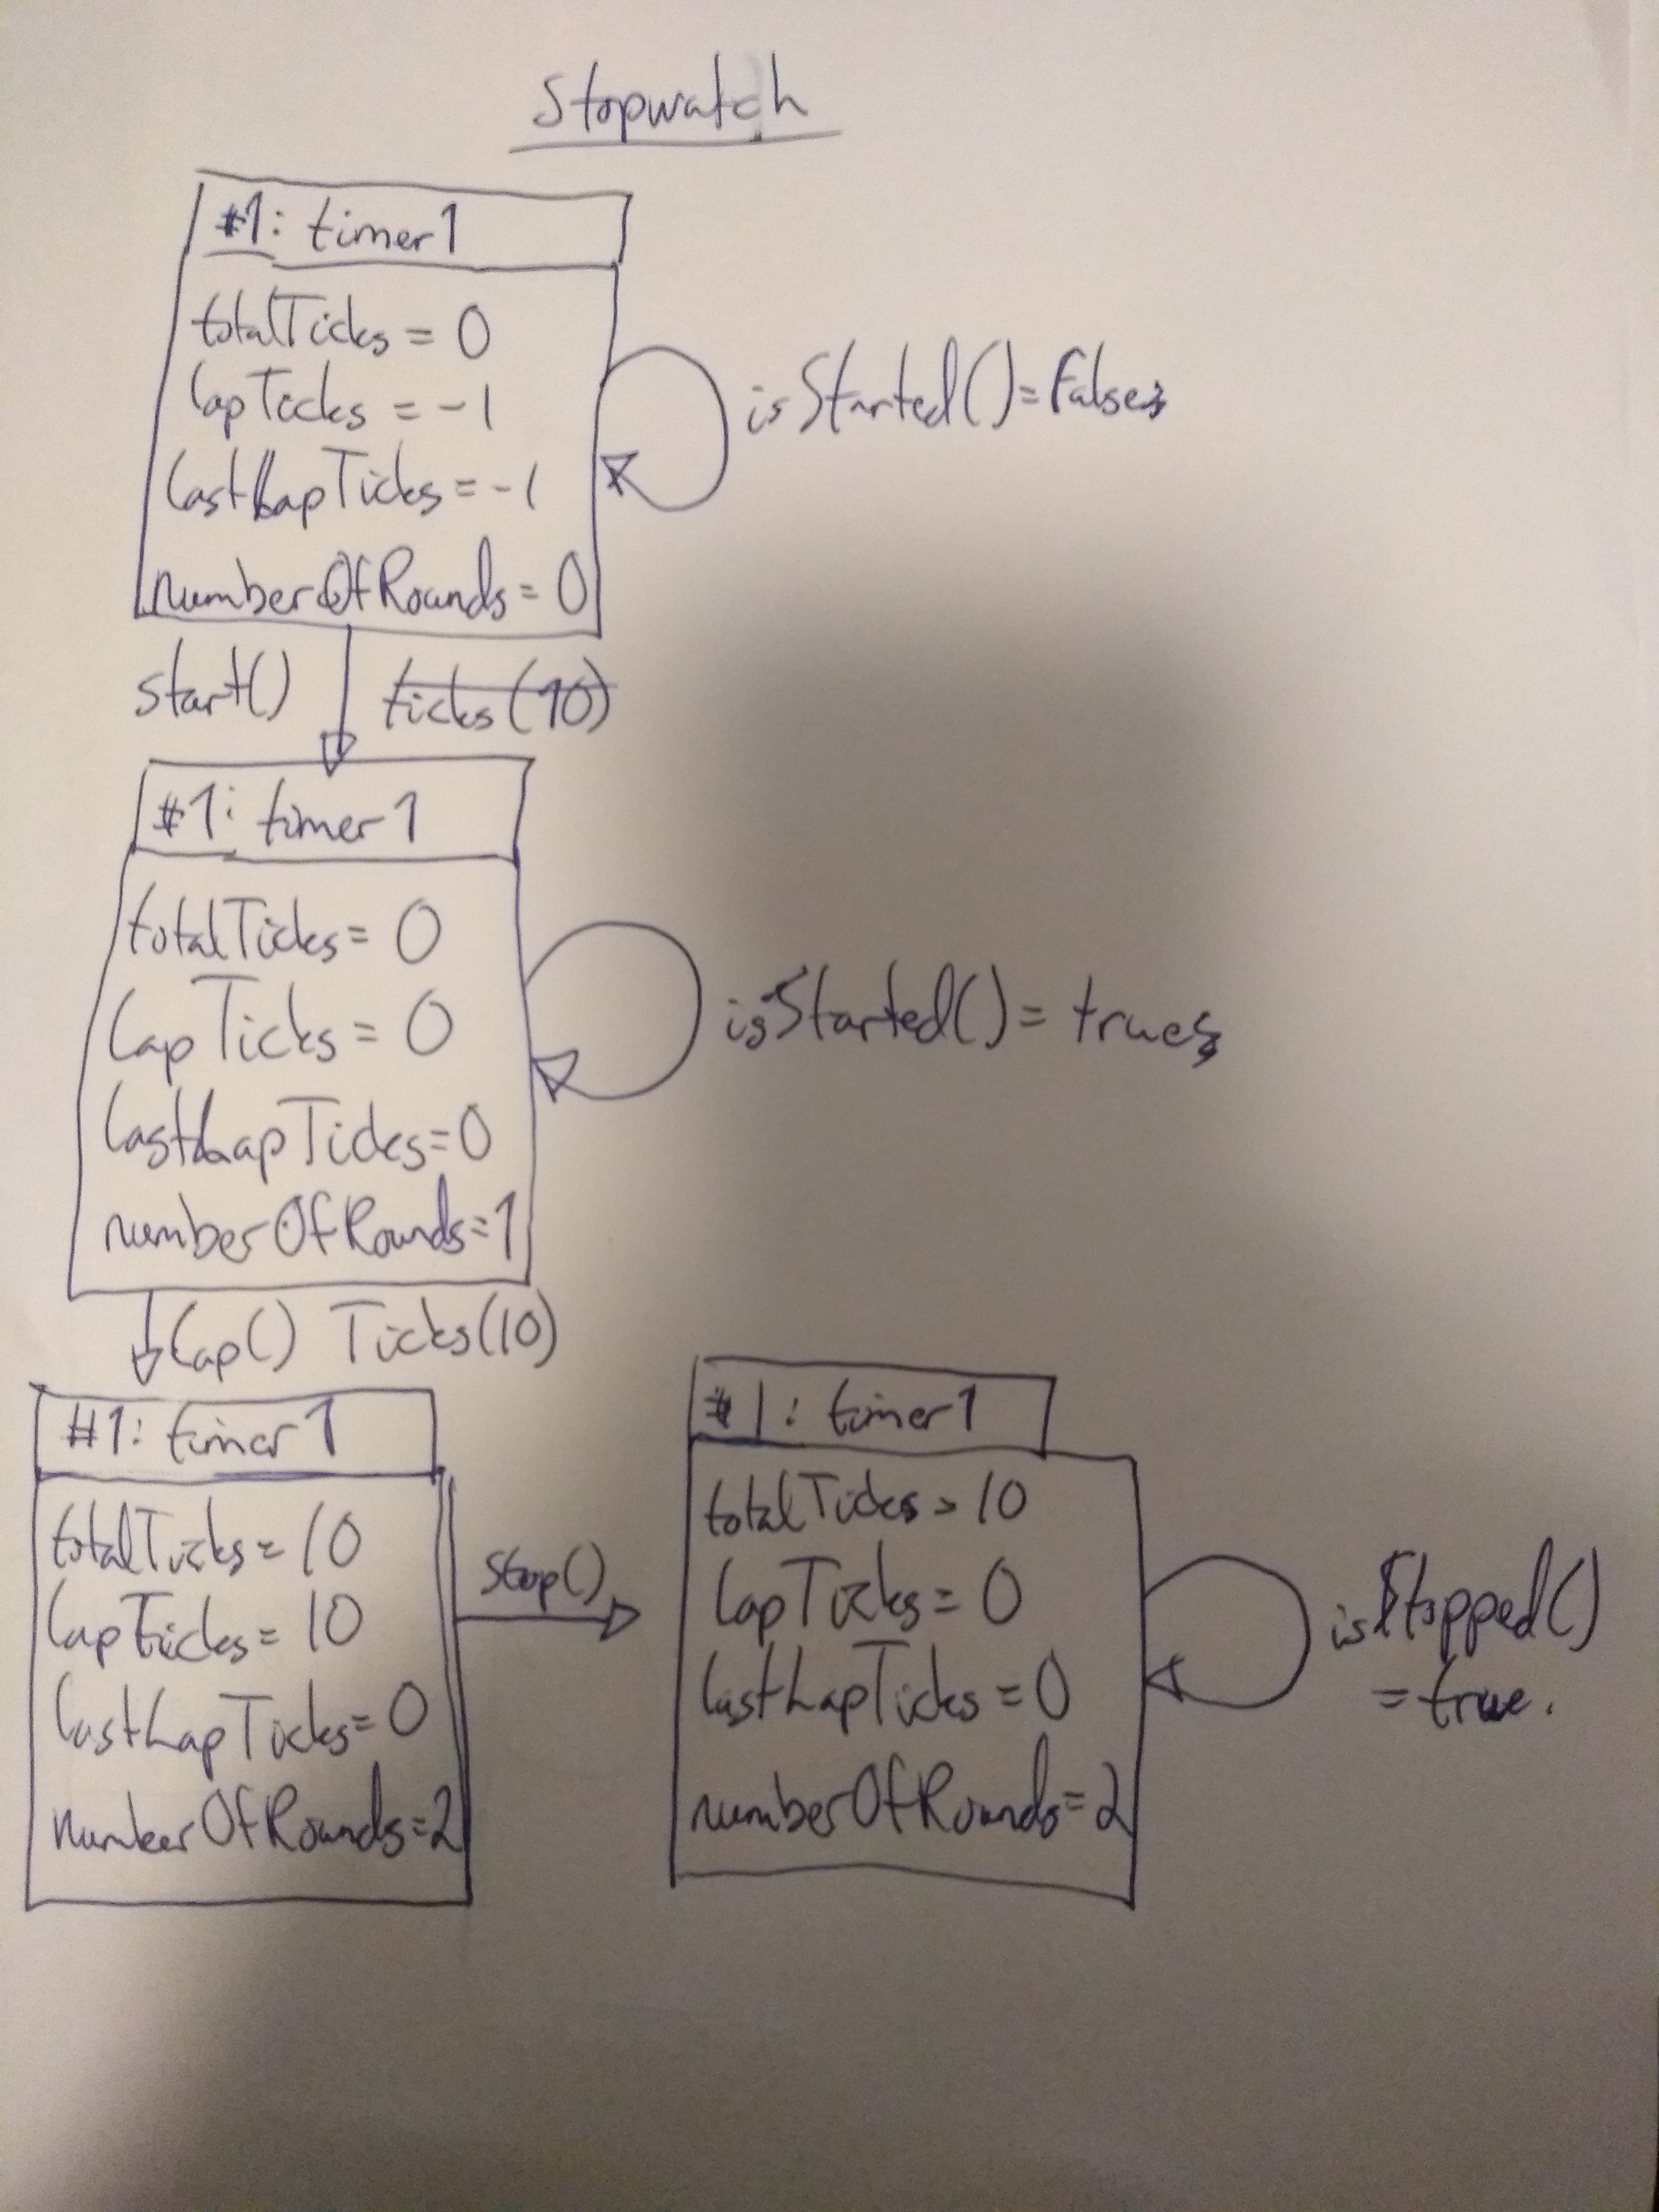 Stopwatch
#1: timer1
totalTicks = 0
lapTicks = -1
lastLapTicks = -1
numberOfRounds = 0
isStarted() = False
start()
ticks(10)
#1: timer1
totalTicks = 0
lapTicks = 0
lastLapTicks = 0
numberOfRounds = 1
isStarted() = true
lap() Ticks(10)
#1: timer1
totalTicks = 10
lapTicks = 10
lastLapTicks = 0
numberOfRounds = 2
stop()
#1: timer1
totalTicks = 10
lapTicks = 0
lastLapTicks = 0
numberOfRounds = 2
isStopped()
= true.